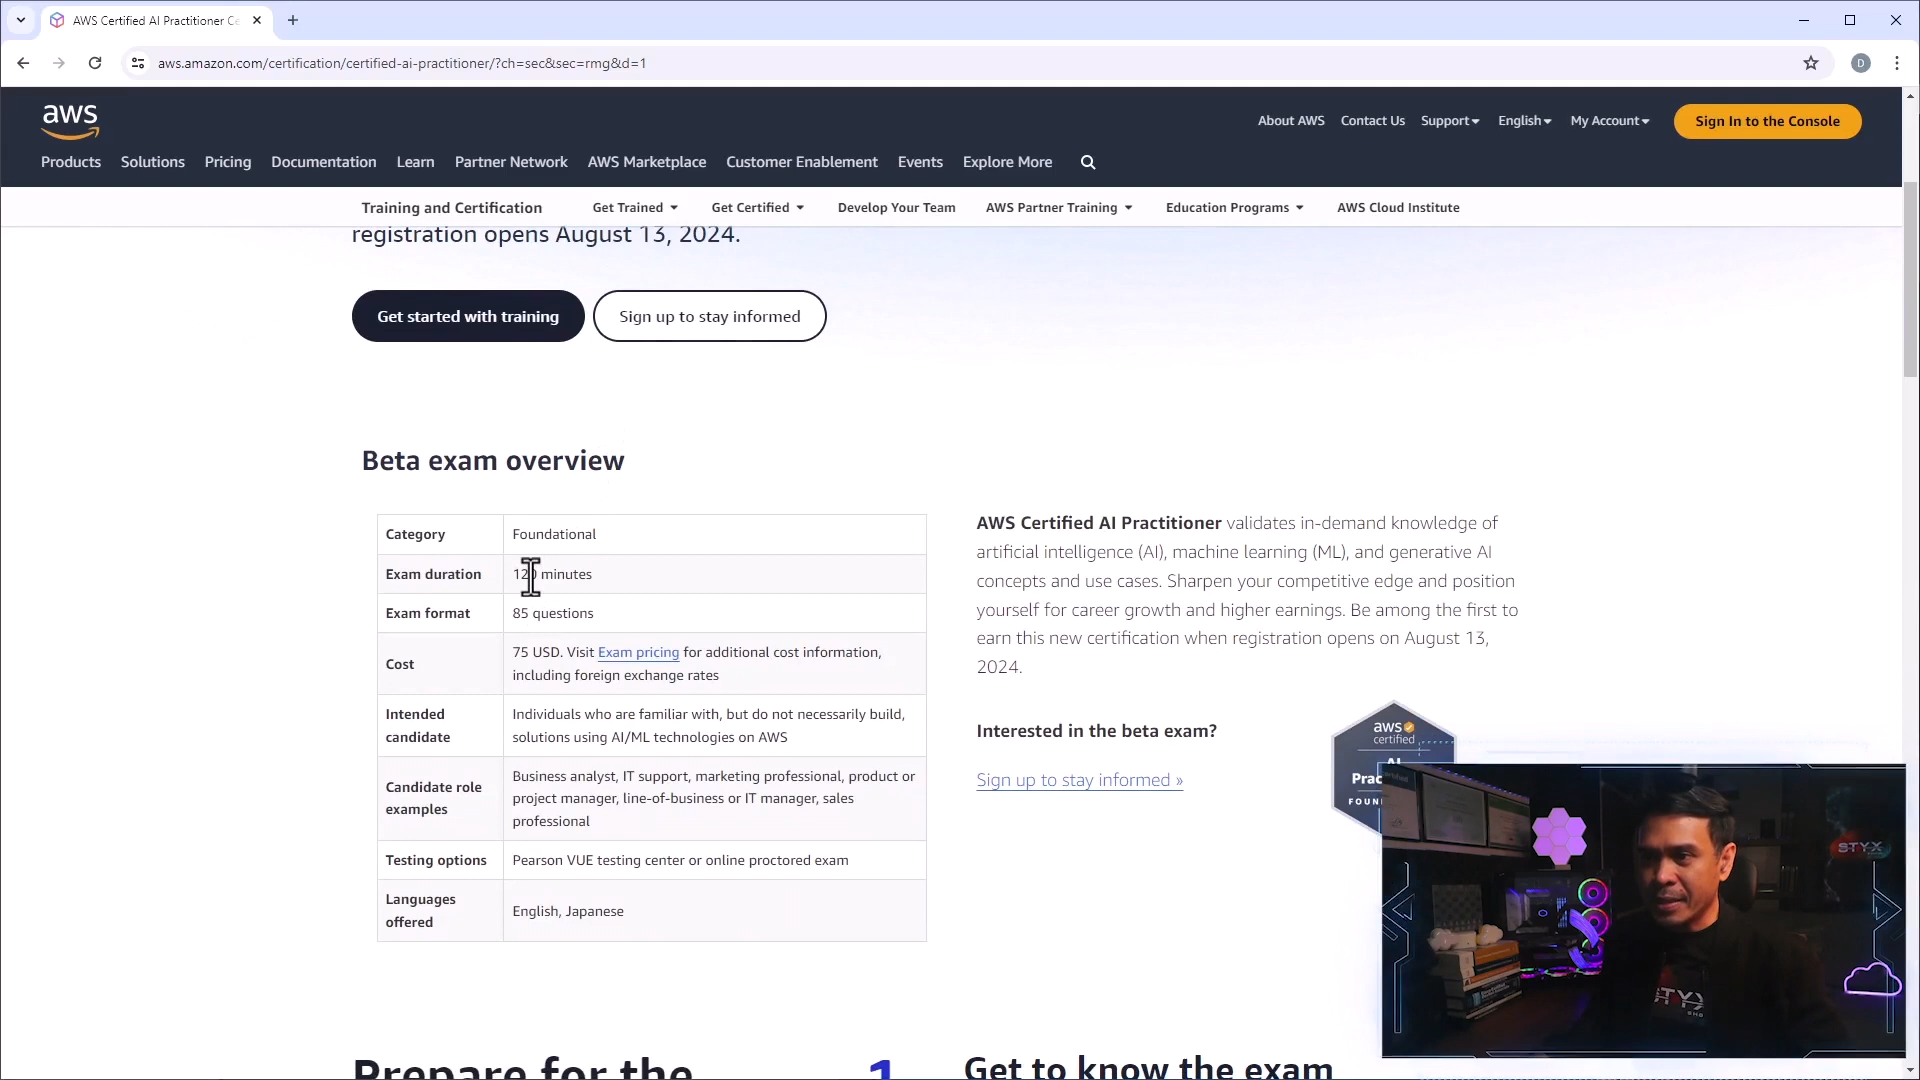 AWS Certified AI Practitioner Ce
aws.amazon.com/certification/certified-ai-practitioner/?ch=sec&sec=rmg&d=1
D
aws
About AWS Contact Us Support English My Account Sign In to the Console
Products Solutions Pricing Documentation Learn Partner Network AWS Marketplace Customer Enablement Events Explore More
Training and Certification Get Trained Get Certified Develop Your Team AWS Partner Training Education Programs AWS Cloud Institute
registration opens August 13, 2024.
Get started with training Sign up to stay informed
Beta exam overview
Category Foundational
Exam duration 120 minutes
Exam format 85 questions
Cost
75 USD. Visit Exam pricing for additional cost information,
including foreign exchange rates
Intended
candidate
Individuals who are familiar with, but do not necessarily build,
solutions using AI/ML technologies on AWS
Candidate role
examples
Business analyst, IT support, marketing professional, product or
project manager, line-of-business or IT manager, sales
professional
Testing options Pearson VUE testing center or online proctored exam
Languages
offered
English, Japanese
AWS Certified AI Practitioner validates in-demand knowledge of
artificial intelligence (AI), machine learning (ML), and generative AI
concepts and use cases. Sharpen your competitive edge and position
yourself for career growth and higher earnings. Be among the first to
earn this new certification when registration opens on August 13,
2024.
Interested in the beta exam?
Sign up to stay informed »
aws
certified
AI
Prac
FOUN
STYX
STYX
Prepare for the
1
Get to know the exam